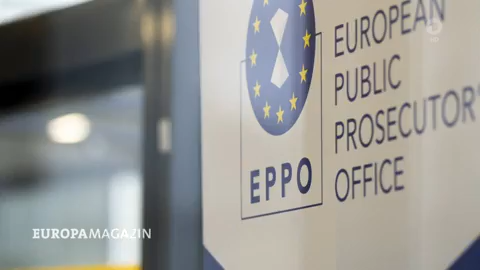 EUROPEAN
PUBLIC
PROSECUTOR'S
OFFICE
EPPO
EUROPAMAGAZIN